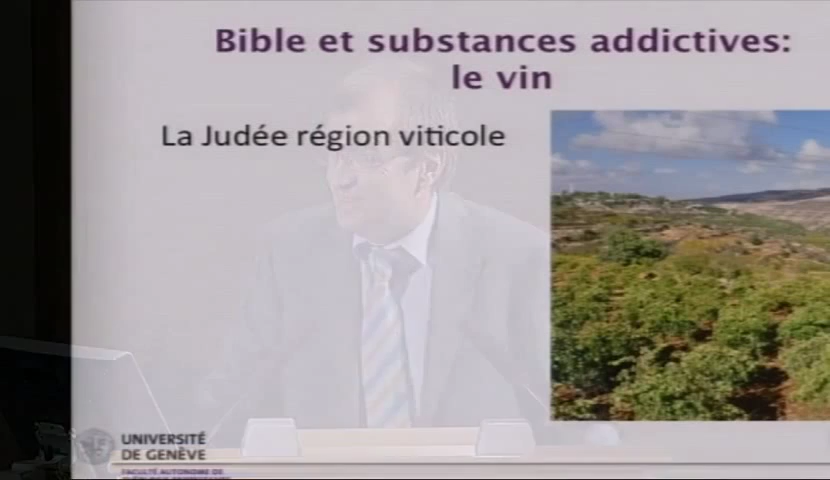 Bible et substances addictives:
le vin
La Judée région viticole
UNIVERSITÉ
DE GENÈVE
FACULTÉ AUTONOME DE